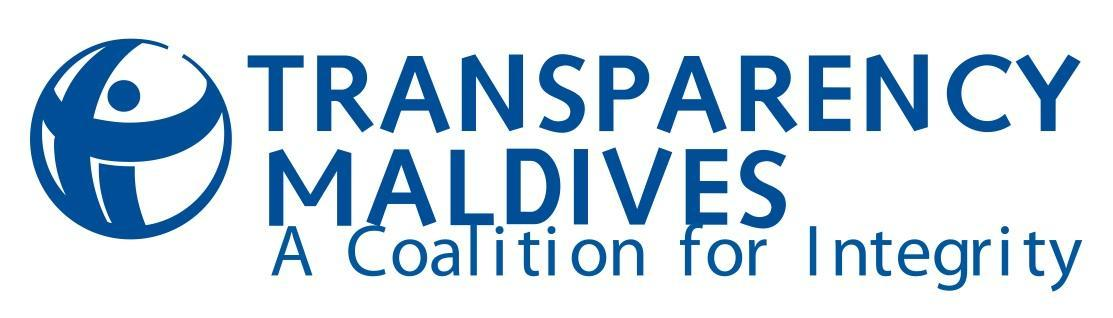 TRANSPARENCY
MALDIVES
A Coalition for Integrity